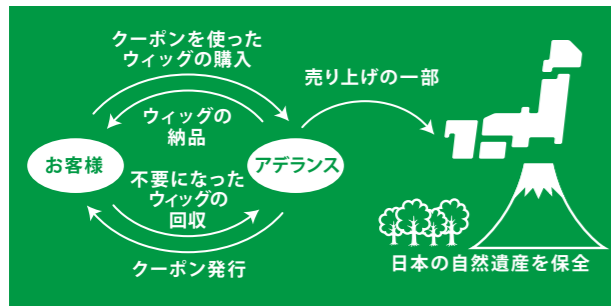 クーポンを使った
ウィッグの購入
売り上げの一部
ウィッグの
納品
お客様
アデランス
不要になった
ウィッグの
回収
クーポン発行
日本の自然遺産を保全